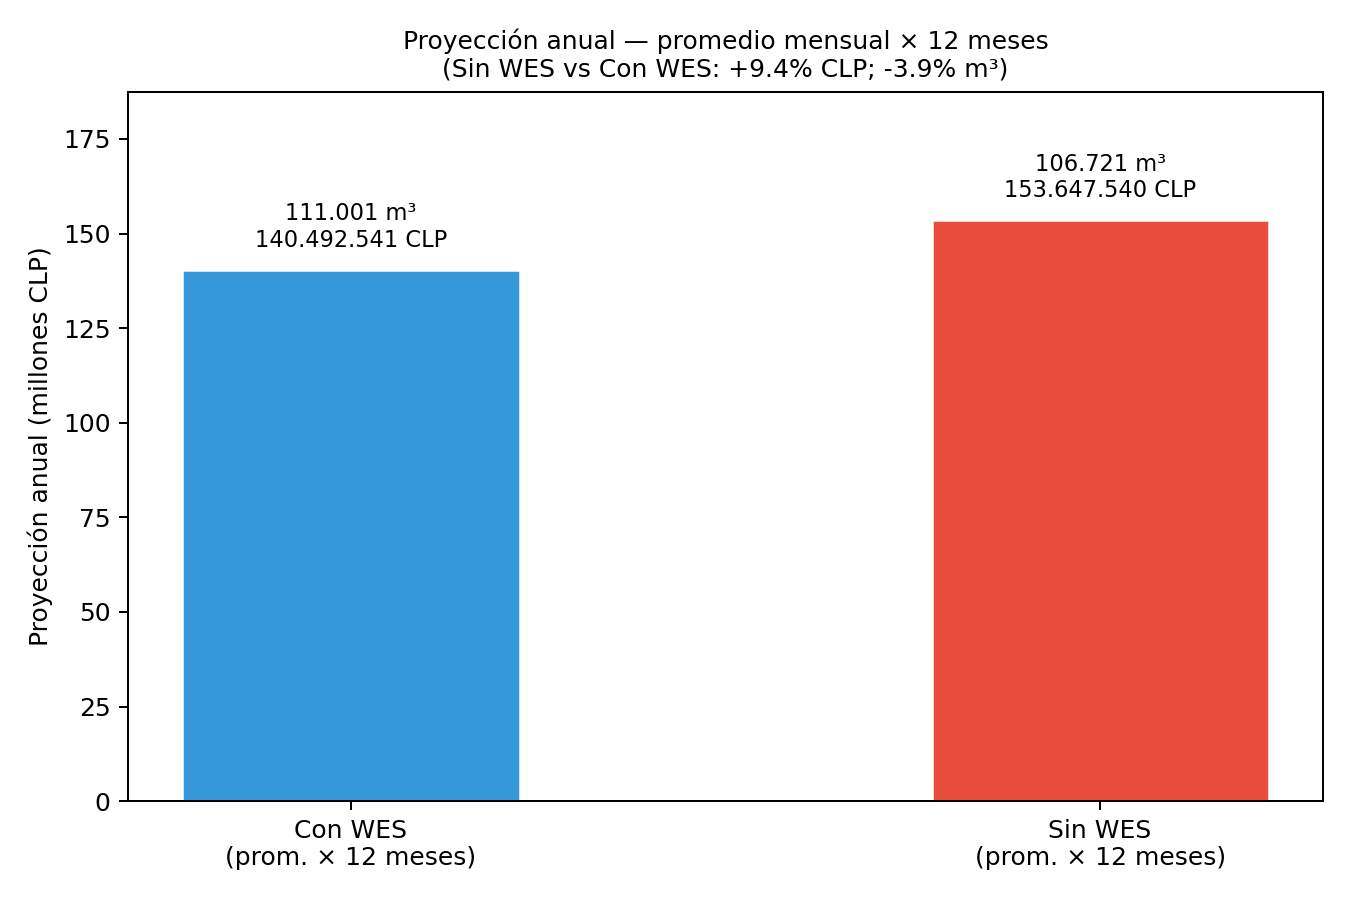 Proyección anual — promedio mensual × 12 meses
(Sin WES vs Con WES: +9.4% CLP; -3.9% m³)
Proyección anual (millones CLP)
175
150
125
100
75
50
25
0
111.001 m³
140.492.541 CLP
106.721 m³
153.647.540 CLP
Con WES
(prom. × 12 meses)
Sin WES
(prom. × 12 meses)